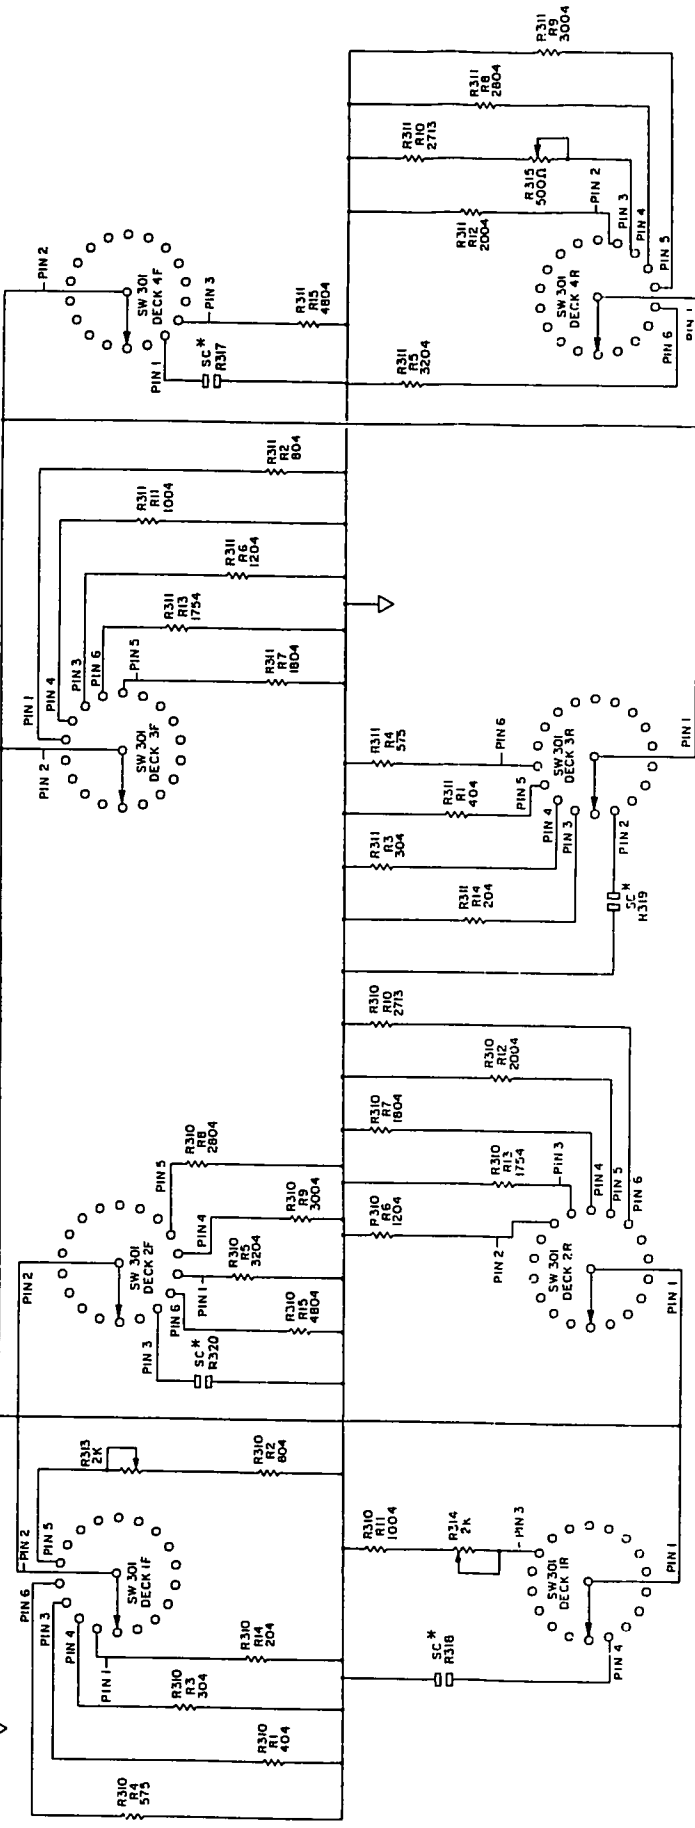 R311
R9
3004
R311
R8
2804
R311
R10
2713
R315
500Ω
R311
R12
2004
PIN 2
PIN 3
PIN 4
PIN 5
SW 301
DECK 4R
PIN 6
PIN 1
R311
R5
3204
PIN 2
SW 301
DECK 4F
PIN 3
PIN 1
SC*
R317
R311
R15
4804
R311
R2
804
R311
R11
1004
R311
R6
1204
R311
R13
1754
R311
R7
1804
PIN 1
PIN 4
PIN 3
PIN 6
PIN 5
PIN 2
SW 301
DECK 3F
R311
R4
575
R311
R1
404
R311
R3
304
R311
R14
204
PIN 6
PIN 5
PIN 4
PIN 3
PIN 2
SW 301
DECK 3R
PIN 1
SC*
R319
R310
R8
2804
R310
R9
3004
R310
R5
3204
R310
R15
4804
PIN 5
PIN 4
PIN 1
PIN 6
PIN 3
PIN 2
SW 301
DECK 2F
SC*
R320
R310
R10
2713
R310
R12
2004
R310
R7
1804
R310
R13
1754
R310
R6
1204
PIN 2
PIN 3
PIN 4
PIN 5
PIN 6
SW 301
DECK 2R
PIN 1
R313
2K
R310
R2
804
PIN 2
PIN 5
PIN 6
PIN 3
PIN 4
PIN 1
SW 301
DECK 1F
R310
R14
204
R310
R3
304
R310
R1
404
R310
R4
575
R310
R11
1004
R314
2K
PIN 3
SW 301
DECK 1R
PIN 1
PIN 4
SC*
R318